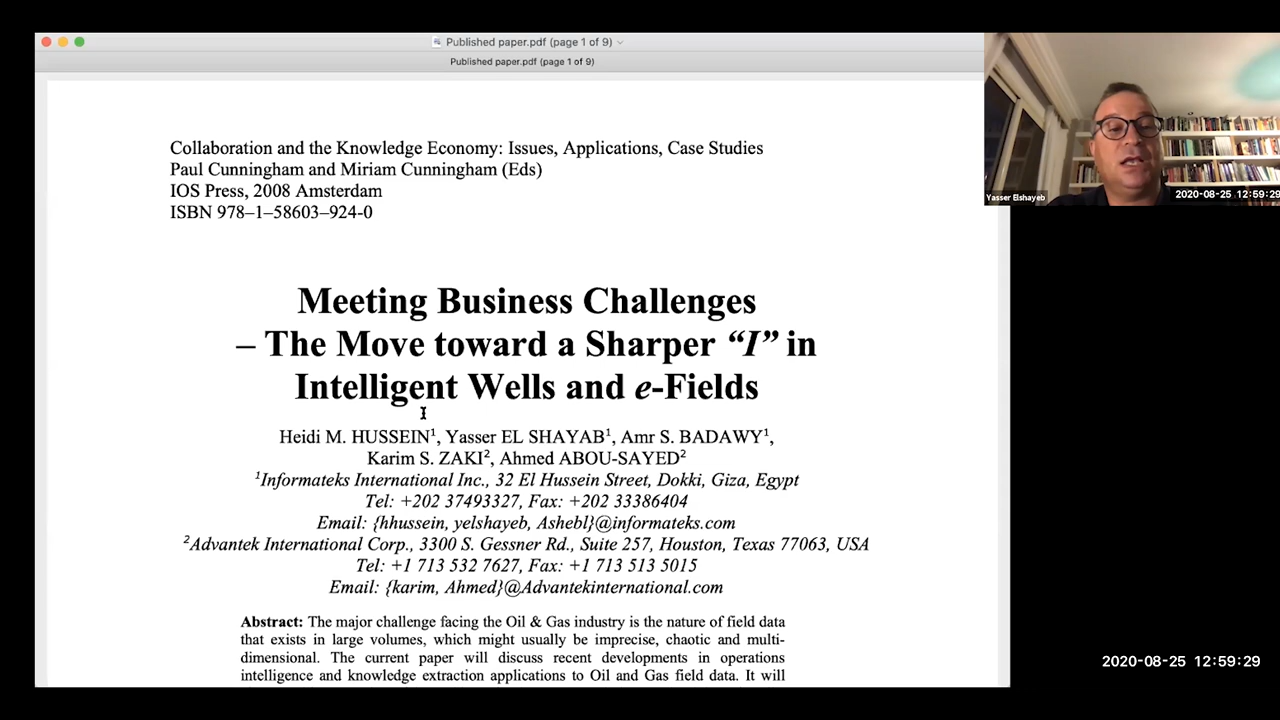 Published paper.pdf (page 1 of 9)
Published paper.pdf (page 1 of 9)
Collaboration and the Knowledge Economy: Issues, Applications, Case Studies
Paul Cunningham and Miriam Cunningham (Eds)
IOS Press, 2008 Amsterdam
ISBN 978–1–58603–924-0
Meeting Business Challenges
– The Move toward a Sharper “I” in
Intelligent Wells and e-Fields
Heidi M. HUSSEIN1, Yasser EL SHAYAB1, Amr S. BADAWY1,
Karim S. ZAKI2, Ahmed ABOU-SAYED2
1Informateks International Inc., 32 El Hussein Street, Dokki, Giza, Egypt
Tel: +202 37493327, Fax: +202 33386404
Email: {hhussein, yelshayeb, Ashebl}@informateks.com
2Advantek International Corp., 3300 S. Gessner Rd., Suite 257, Houston, Texas 77063, USA
Tel: +1 713 532 7627, Fax: +1 713 513 5015
Email: {karim, Ahmed}@Advantekinternational.com
Abstract: The major challenge facing the Oil & Gas industry is the nature of field data
that exists in large volumes, which might usually be imprecise, chaotic and multi-
dimensional. The current paper will discuss recent developments in operations
intelligence and knowledge extraction applications to Oil and Gas field data. It will
Yasser Elshayeb
2020-08-25 12:59:29
2020-08-25 12:59:29